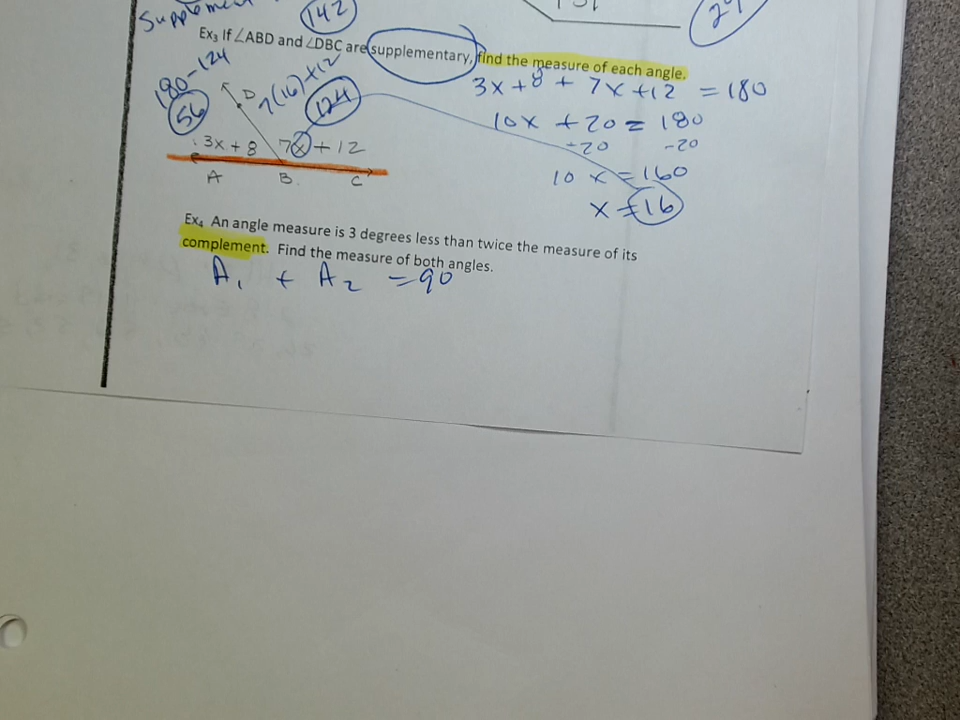 Supplement
142
Ex3 If ∠ABD and ∠DBC are supplementary, find the measure of each angle.
180-124
56
7(16)+12
124
D
3x + 8 7x + 12
A B C
3x + 8 + 7x + 12 = 180
10x + 20 = 180
-20 -20
10 x = 160
x = 16
Ex4 An angle measure is 3 degrees less than twice the measure of its
complement. Find the measure of both angles.
A1 + A2 = 90